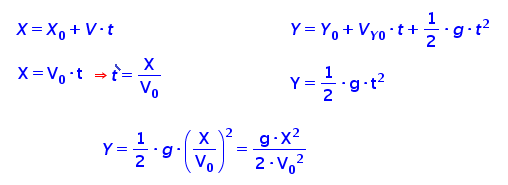 X = X₀ + V · t
Y = Y₀ + V_Y0 · t + 1/2 · g · t²
X = V₀ · t ⇒ t = X/V₀
Y = 1/2 · g · t²
Y = 1/2 · g · (X/V₀)² = g · X² / 2 · V₀²